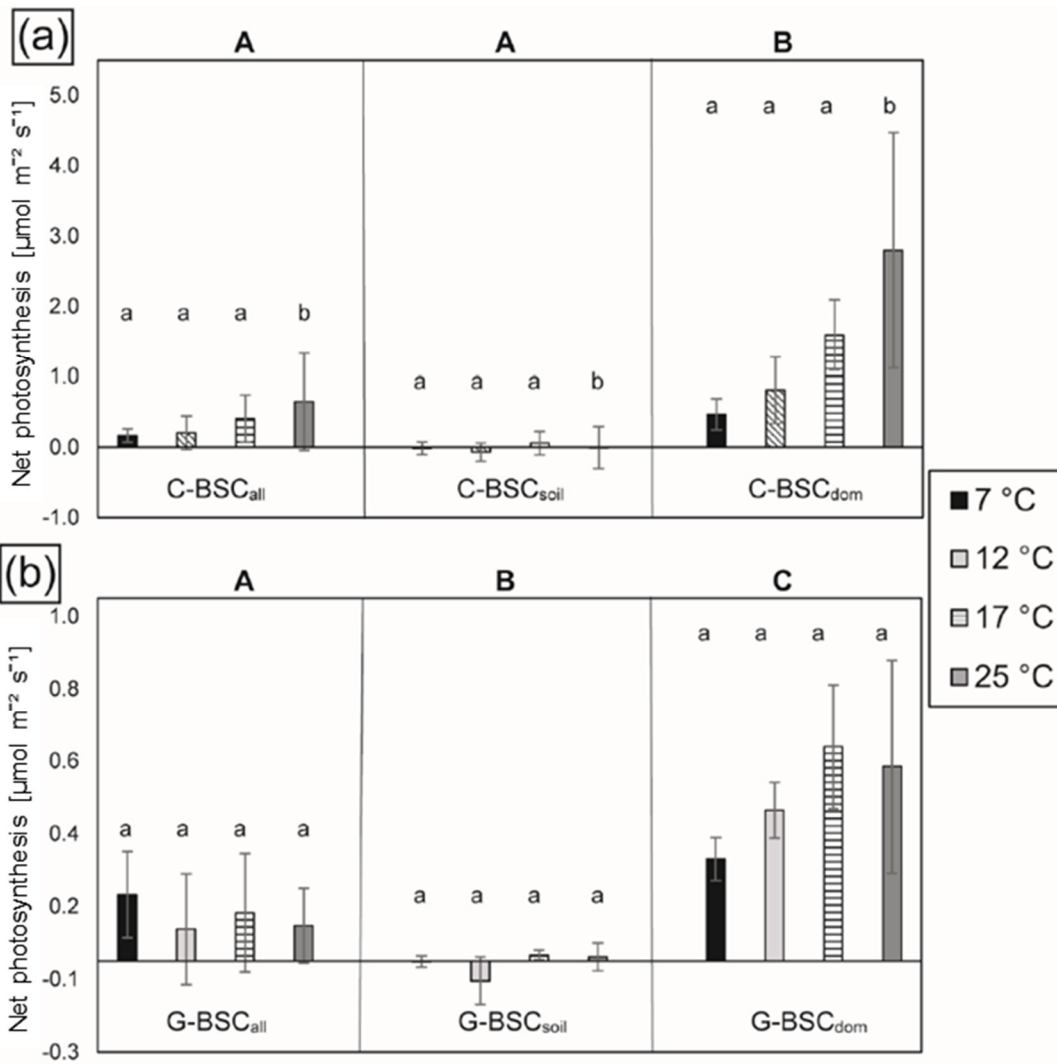 (a)
A A B
Net photosynthesis [µmol m⁻² s⁻¹]
5.0
4.0
3.0
2.0
1.0
0.0
-1.0
a a a b
a a a b
a a a b
C-BSCall C-BSCsoil C-BSCdom
(b)
A B C
Net photosynthesis [µmol m⁻² s⁻¹]
1.0
0.8
0.6
0.4
0.2
-0.1
-0.3
a a a a
a a a a
a a a a
G-BSCall G-BSCsoil G-BSCdom
7 °C
12 °C
17 °C
25 °C